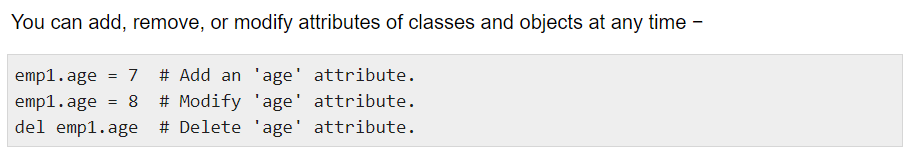 You can add, remove, or modify attributes of classes and objects at any time −
emp1.age = 7  # Add an 'age' attribute.
emp1.age = 8  # Modify 'age' attribute.
del emp1.age  # Delete 'age' attribute.